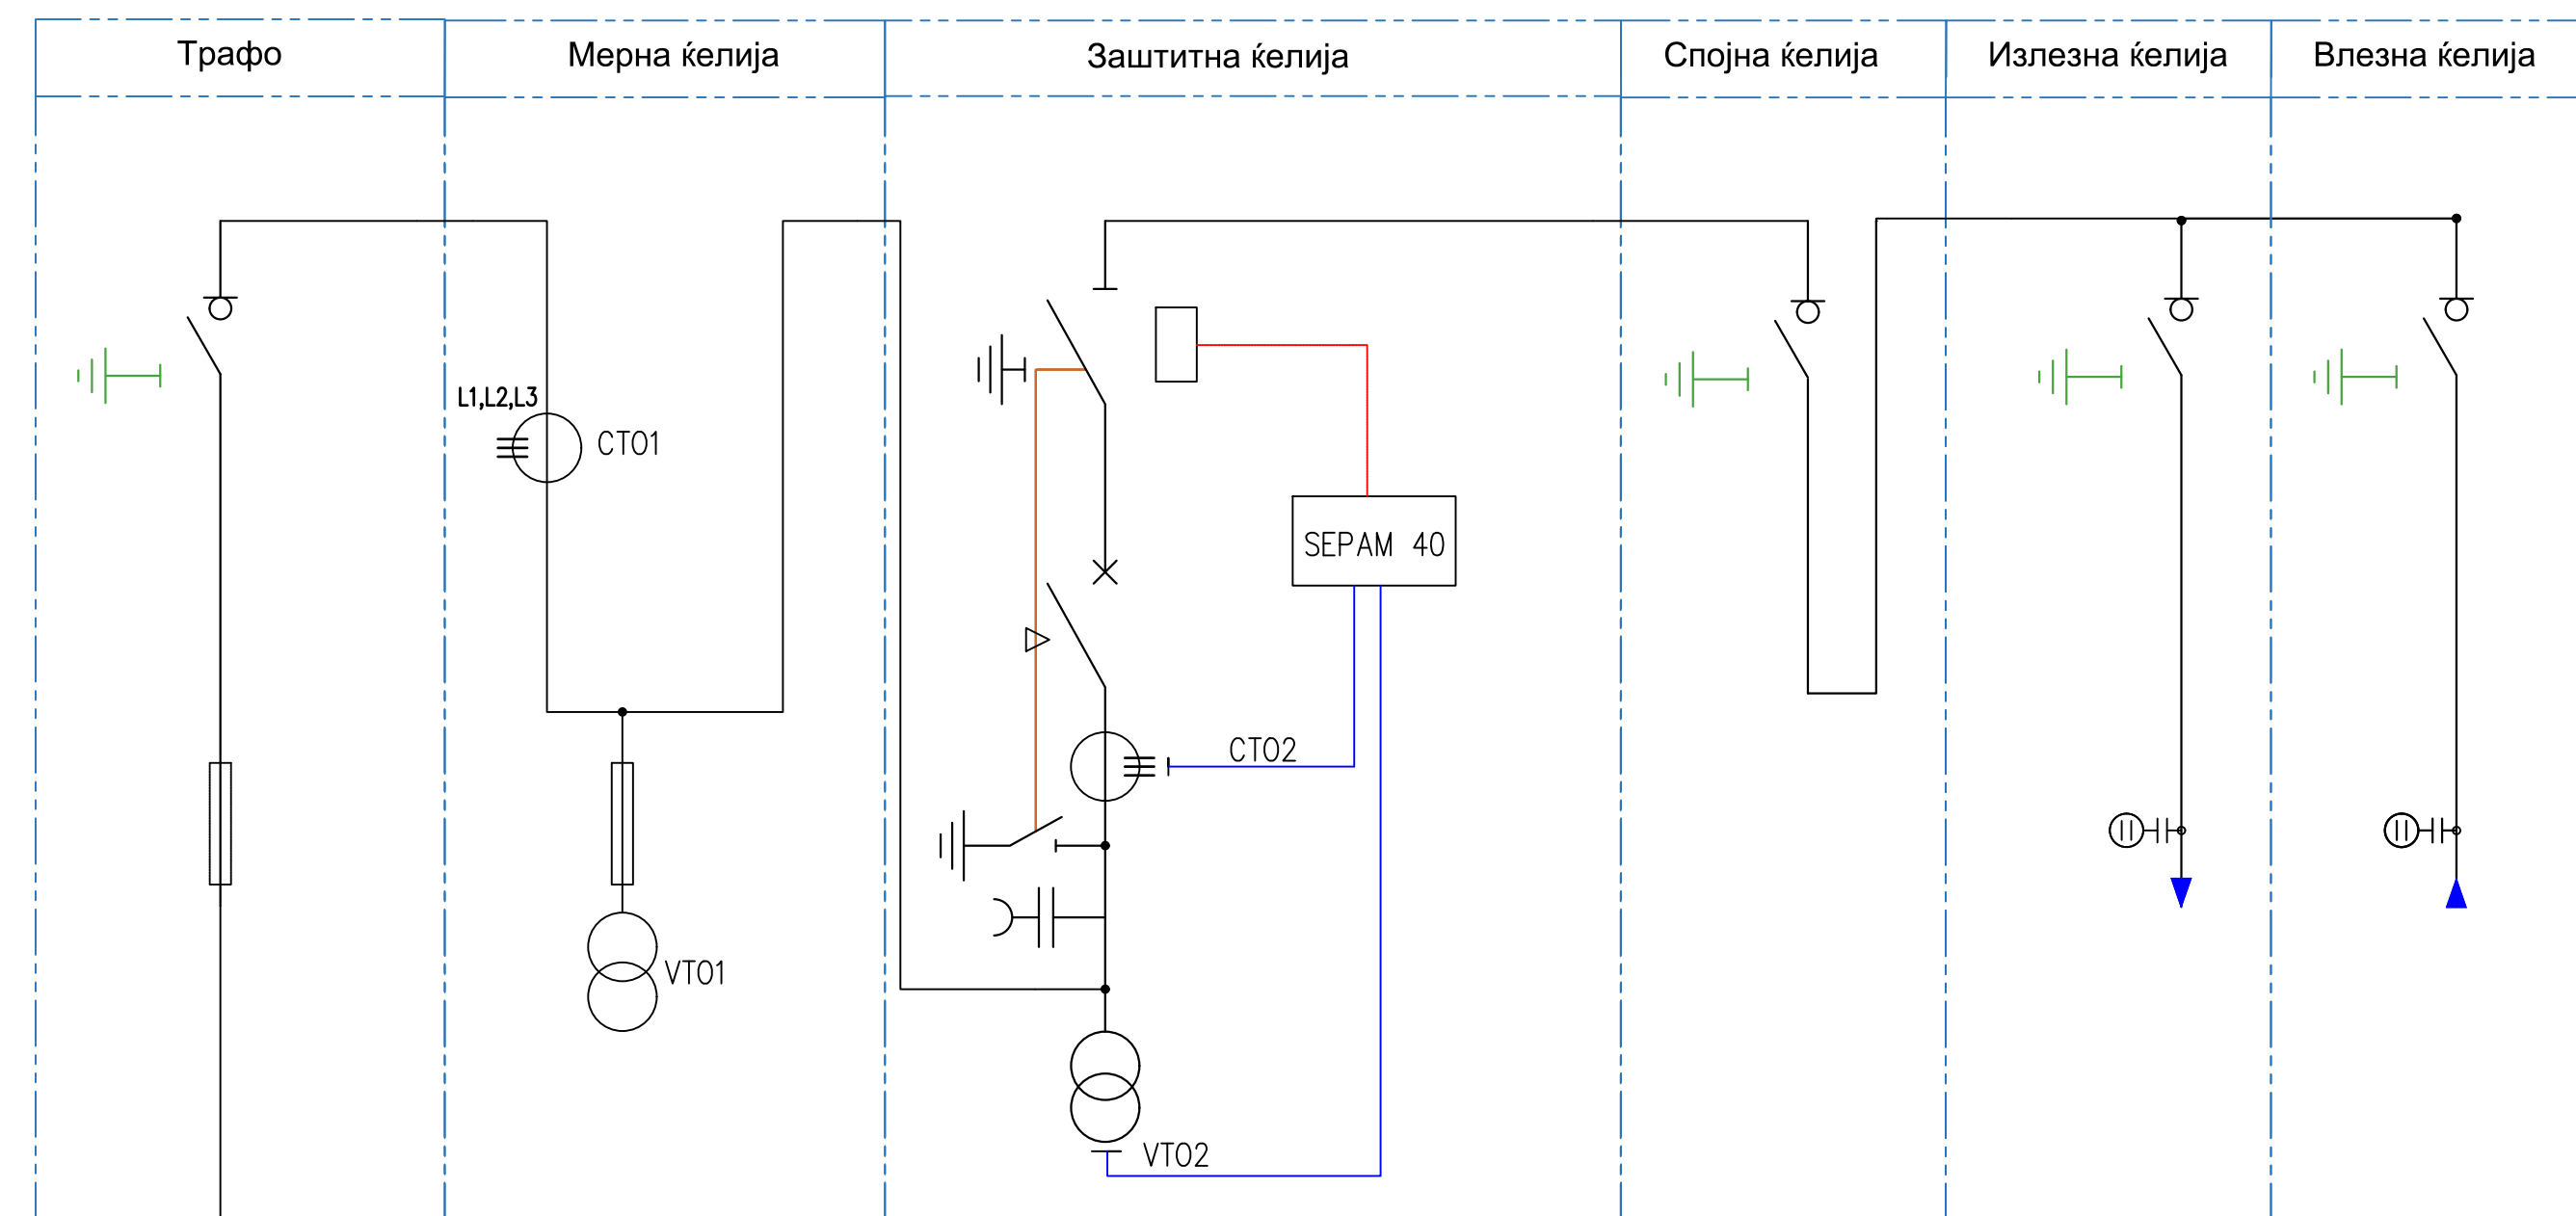 Трафо
Мерна ќелија
Заштитна ќелија
Спојна ќелија
Излезна ќелија
Влезна ќелија
L1,L2,L3
CT01
SEPAM 40
CT02
VT01
VT02